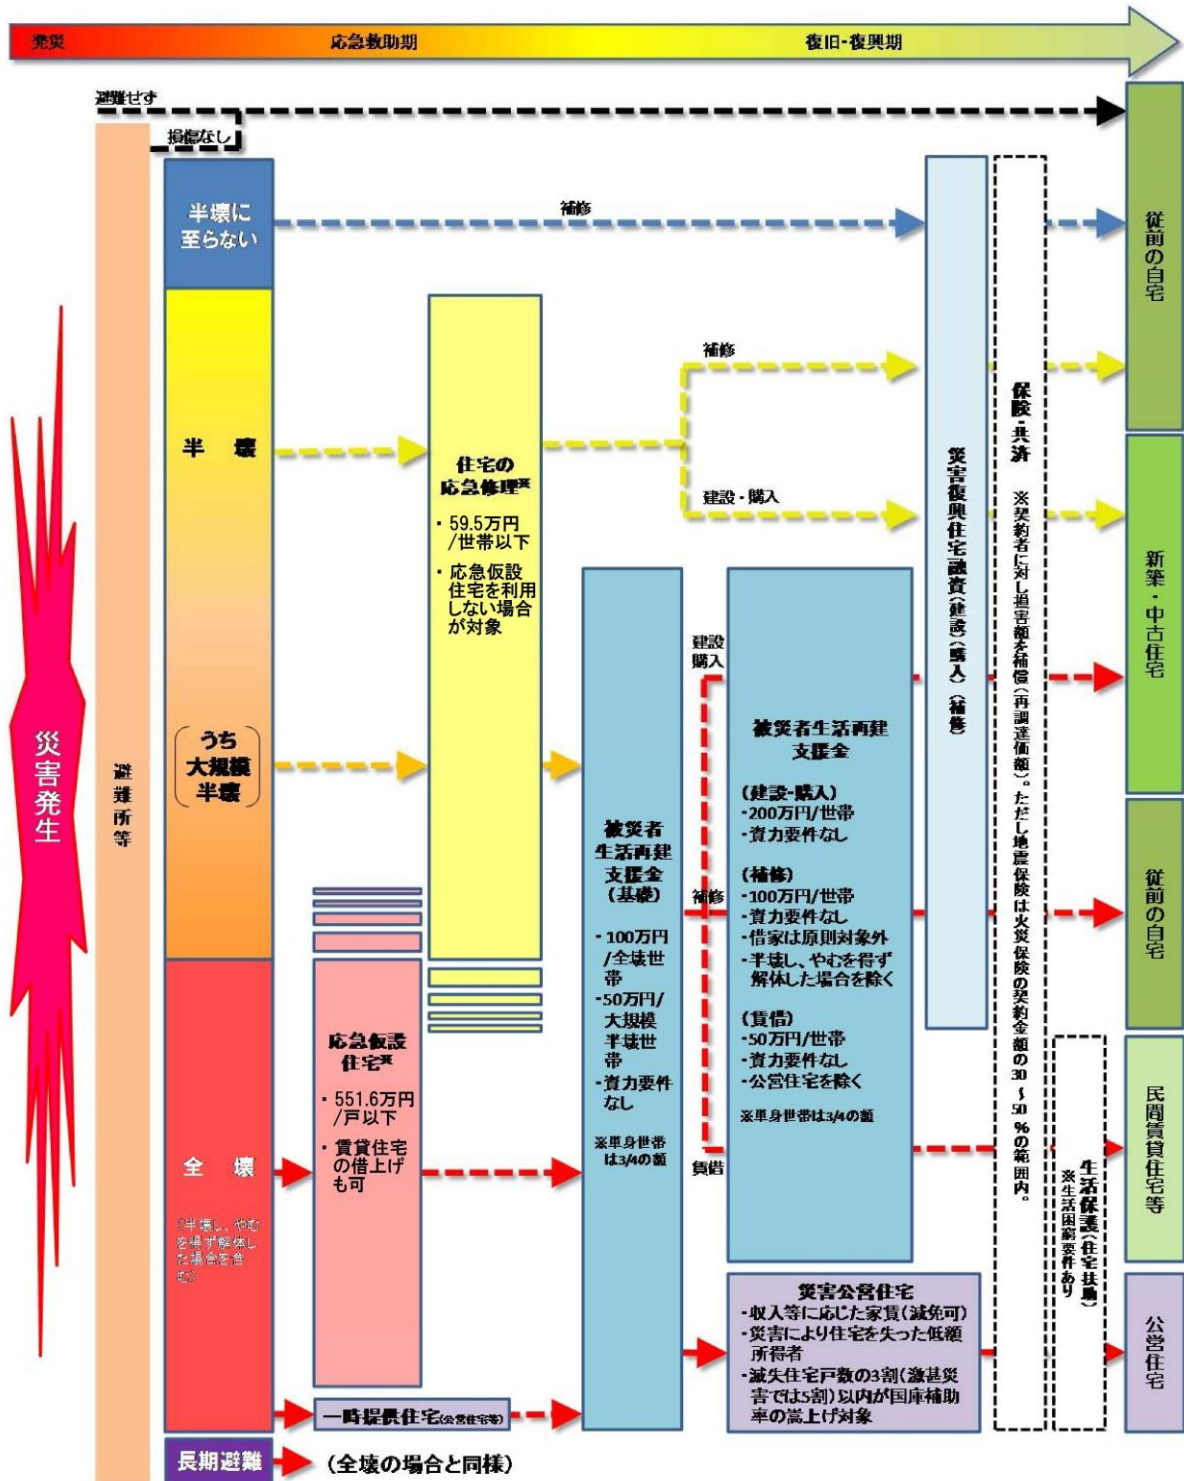 発災
応急救助期
復旧・復興期
避難せず
損傷なし
災害発生
避難所等
半壊に
至らない
補修
半　壊
うち
大規模
半壊
全　壊
(半壊し、やむ
を得ず解体し
た場合を含
む)
長期避難
(全壊の場合と同様)
住宅の
応急修理※
・ 59.5万円
/世帯以下
・ 応急仮設
住宅を利用
しない場合
が対象
応急仮設
住宅※
・ 551.6万円
/戸以下
・ 賃貸住宅
の借上げ
も可
一時提供住宅(公営住宅等)
被災者
生活再建
支援金
(基礎)
・ 100万円
/全壊世
帯
・50万円/
大規模
半壊世
帯
・資力要件
なし
※単身世帯
は3/4の額
補修
建設・購入
建設
購入
補修
賃借
被災者生活再建
支援金
(建設・購入)
・200万円/世帯
・資力要件なし
(補修)
・100万円/世帯
・資力要件なし
・借家は原則対象外
・半壊し、やむを得ず
解体した場合を除く
(賃借)
・50万円/世帯
・資力要件なし
・公営住宅を除く
※単身世帯は3/4の額
災害公営住宅
・収入等に応じた家賃(減免可)
・災害により住宅を失った低額
所得者
・滅失住宅戸数の3割(激甚災
害では5割)以内が国庫補助
率の嵩上げ対象
災害復興住宅融資(建設)(購入)(補修)
保険・共済　※契約者に対し損害額を補償(再調達価額)。ただし地震保険は火災保険の契約金額の30～50%の範囲内。
生活保護(住宅扶助)
※生活困窮要件あり
従前の自宅
新築・中古住宅
従前の自宅
民間賃貸住宅等
公営住宅